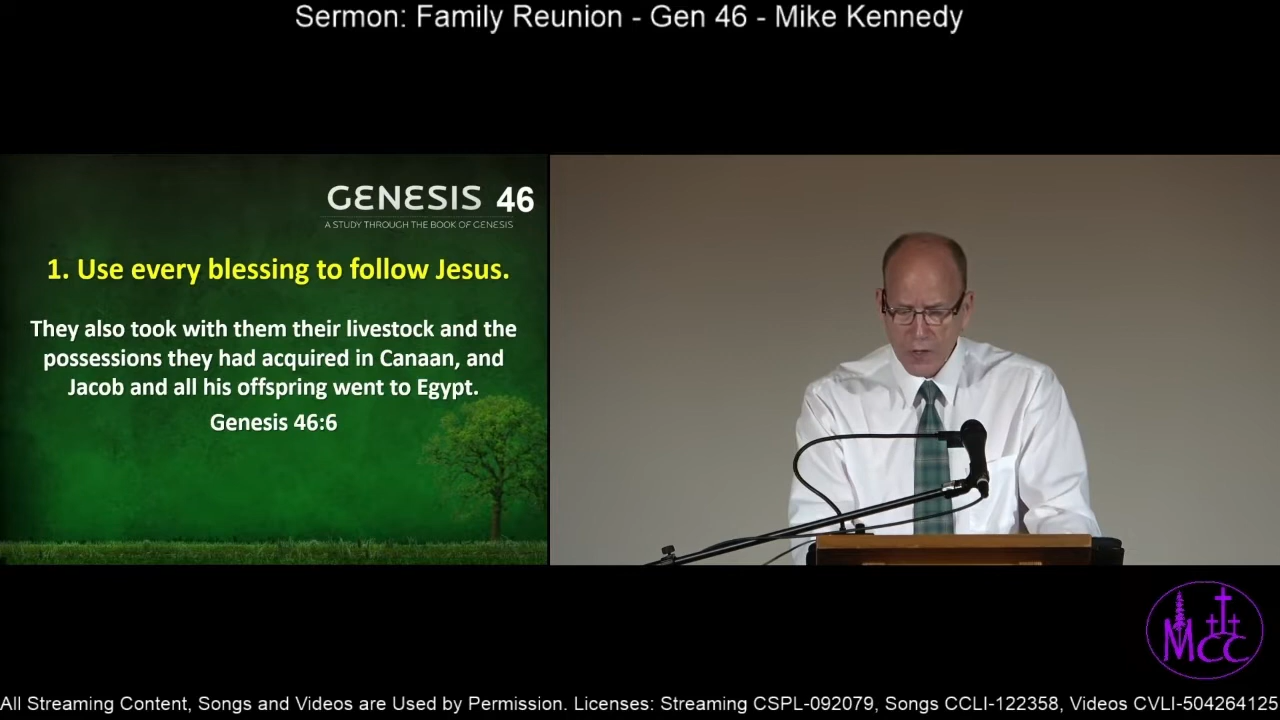 Sermon: Family Reunion - Gen 46 - Mike Kennedy
GENESIS 46
A STUDY THROUGH THE BOOK OF GENESIS
1. Use every blessing to follow Jesus.
They also took with them their livestock and the
possessions they had acquired in Canaan, and
Jacob and all his offspring went to Egypt.
Genesis 46:6
MCC
All Streaming Content, Songs and Videos are Used by Permission. Licenses: Streaming CSPL-092079, Songs CCLI-122358, Videos CVLI-504264125